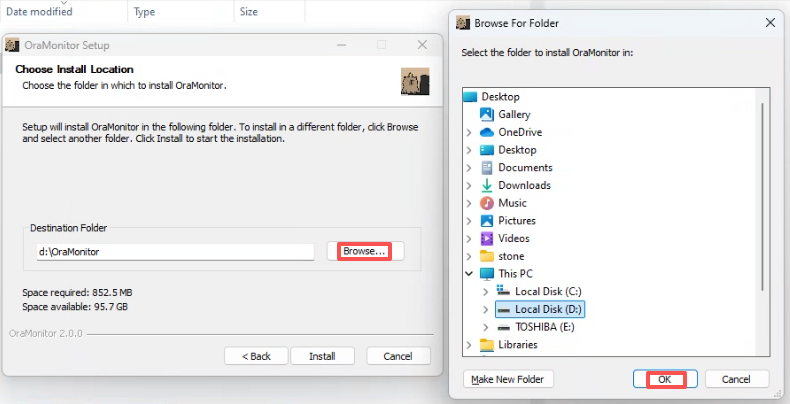 Date modified
Type
Size
OraMonitor Setup
Choose Install Location
Choose the folder in which to install OraMonitor.
Setup will install OraMonitor in the following folder. To install in a different folder, click Browse
and select another folder. Click Install to start the installation.
Destination Folder
d:\OraMonitor
Browse...
Space required: 852.5 MB
Space available: 95.7 GB
OraMonitor 2.0.0
< Back
Install
Cancel
Browse For Folder
Select the folder to install OraMonitor in:
Desktop
Gallery
OneDrive
Desktop
Documents
Downloads
Music
Pictures
Videos
stone
This PC
Local Disk (C:)
Local Disk (D:)
TOSHIBA (E:)
Libraries
Make New Folder
OK
Cancel